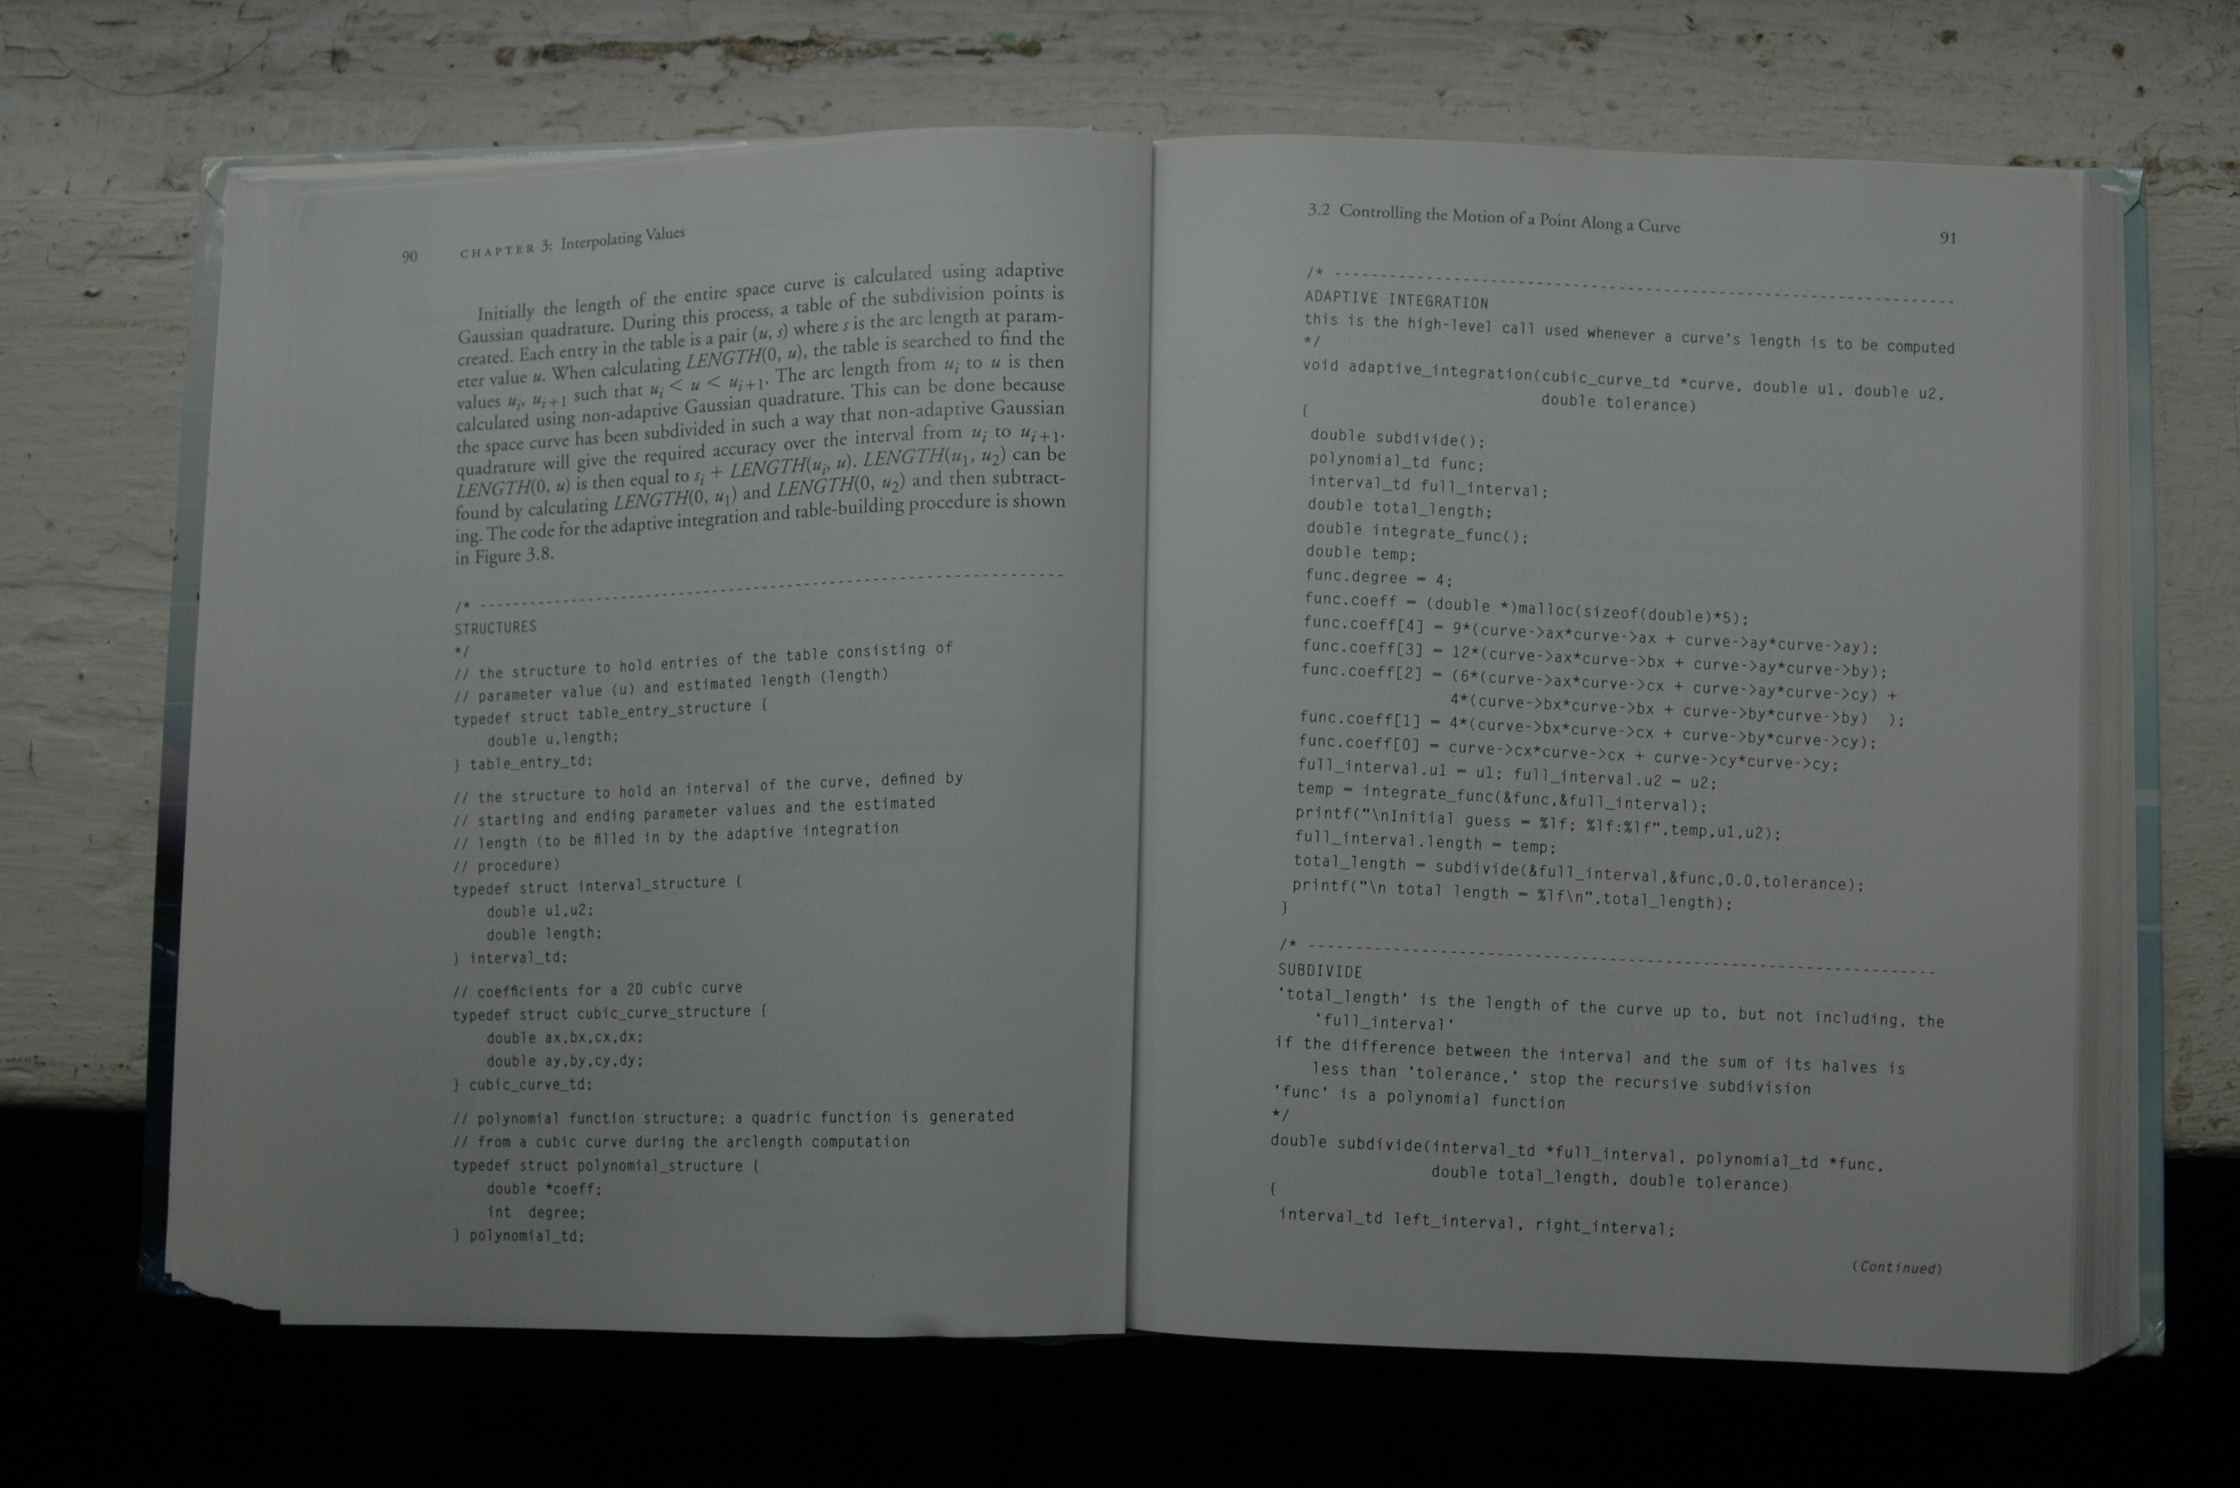 90 CHAPTER 3: Interpolating Values
Initially the length of the entire space curve is calculated using adaptive
Gaussian quadrature. During this process, a table of the subdivision points is
created. Each entry in the table is a pair (u, s) where s is the arc length at param-
eter value u. When calculating LENGTH(0, u), the table is searched to find the
values uᵢ, uᵢ₊₁ such that uᵢ < u < uᵢ₊₁. The arc length from uᵢ to u is then
calculated using non-adaptive Gaussian quadrature. This can be done because
the space curve has been subdivided in such a way that non-adaptive Gaussian
quadrature will give the required accuracy over the interval from uᵢ to uᵢ₊₁.
LENGTH(0, u) is then equal to sᵢ + LENGTH(uᵢ, u). LENGTH(u₁, u₂) can be
found by calculating LENGTH(0, u₁) and LENGTH(0, u₂) and then subtract-
ing. The code for the adaptive integration and table-building procedure is shown
in Figure 3.8.
/* ------------------------------------------------------------
STRUCTURES
*/
// the structure to hold entries of the table consisting of
// parameter value (u) and estimated length (length)
typedef struct table_entry_structure {
double u,length;
} table_entry_td;
// the structure to hold an interval of the curve, defined by
// starting and ending parameter values and the estimated
// length (to be filled in by the adaptive integration
// procedure)
typedef struct interval_structure {
double u1,u2;
double length;
} interval_td;
// coefficients for a 2D cubic curve
typedef struct cubic_curve_structure {
double ax,bx,cx,dx;
double ay,by,cy,dy;
} cubic_curve_td;
// polynomial function structure; a quadric function is generated
// from a cubic curve during the arclength computation
typedef struct polynomial_structure {
double *coeff;
int degree;
} polynomial_td;
3.2 Controlling the Motion of a Point Along a Curve 91
/* ------------------------------------------------------------
ADAPTIVE INTEGRATION
this is the high-level call used whenever a curve's length is to be computed
*/
void adaptive_integration(cubic_curve_td *curve, double u1, double u2,
double tolerance)
{
double subdivide();
polynomial_td func;
interval_td full_interval;
double total_length;
double integrate_func();
double temp;
func.degree = 4;
func.coeff = (double *)malloc(sizeof(double)*5);
func.coeff[4] = 9*(curve->ax*curve->ax + curve->ay*curve->ay);
func.coeff[3] = 12*(curve->ax*curve->bx + curve->ay*curve->by);
func.coeff[2] = (6*(curve->ax*curve->cx + curve->ay*curve->cy) +
4*(curve->bx*curve->bx + curve->by*curve->by) );
func.coeff[1] = 4*(curve->bx*curve->cx + curve->by*curve->cy);
func.coeff[0] = curve->cx*curve->cx + curve->cy*curve->cy;
full_interval.u1 = u1; full_interval.u2 = u2;
temp = integrate_func(&func,&full_interval);
printf("\nInitial guess = %lf; %lf:%lf",temp,u1,u2);
full_interval.length = temp;
total_length = subdivide(&full_interval,&func,0.0,tolerance);
printf("\n total length = %lf\n",total_length);
}
/* ------------------------------------------------------------
SUBDIVIDE
'total_length' is the length of the curve up to, but not including, the
'full_interval'
if the difference between the interval and the sum of its halves is
less than 'tolerance,' stop the recursive subdivision
'func' is a polynomial function
*/
double subdivide(interval_td *full_interval, polynomial_td *func,
double total_length, double tolerance)
{
interval_td left_interval, right_interval;
(Continued)